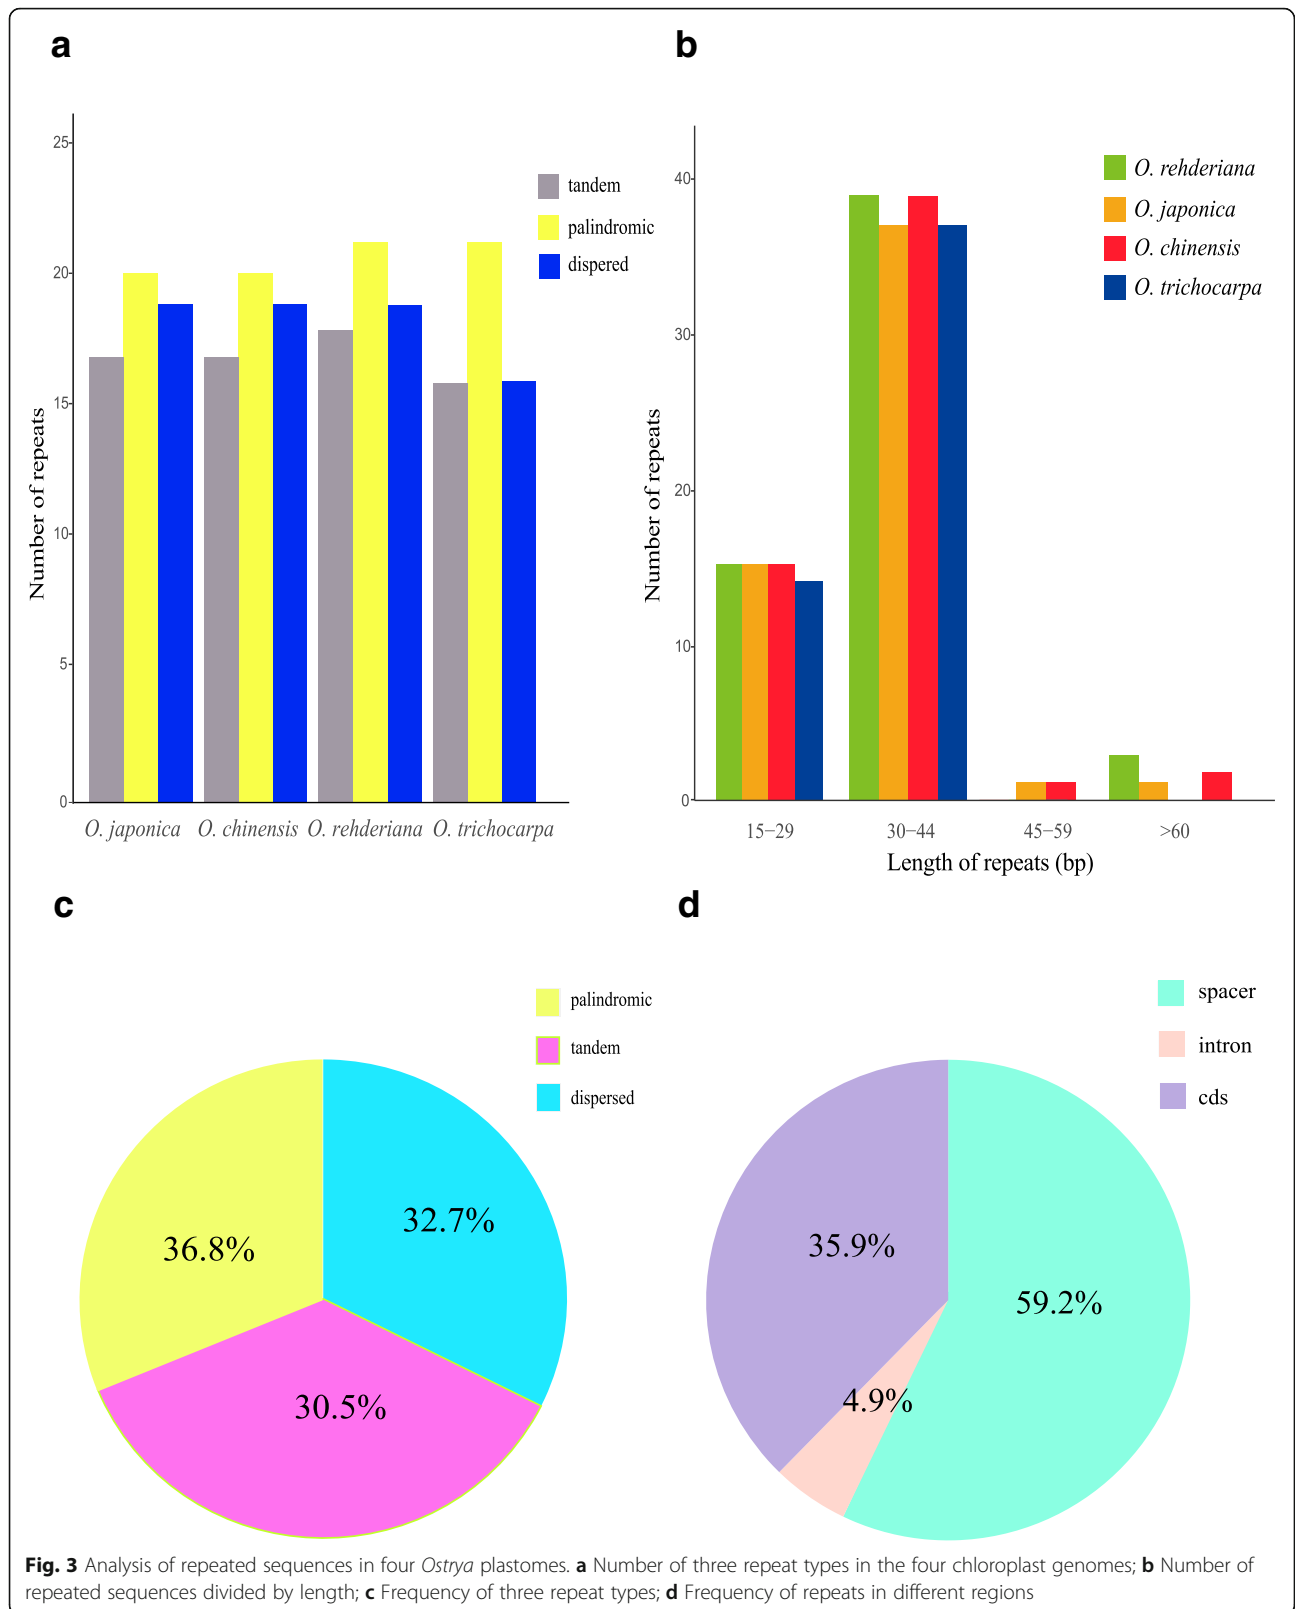 a
25
20
15
10
5
0
Number of repeats
tandem
palindromic
dispered
O. japonica O. chinensis O. rehderiana O. trichocarpa
b
40
30
20
10
0
Number of repeats
O. rehderiana
O. japonica
O. chinensis
O. trichocarpa
15–29 30–44 45–59 >60
Length of repeats (bp)
c
palindromic
tandem
dispersed
36.8%
32.7%
30.5%
d
spacer
intron
cds
35.9%
59.2%
4.9%
Fig. 3 Analysis of repeated sequences in four Ostrya plastomes. a Number of three repeat types in the four chloroplast genomes; b Number of
repeated sequences divided by length; c Frequency of three repeat types; d Frequency of repeats in different regions